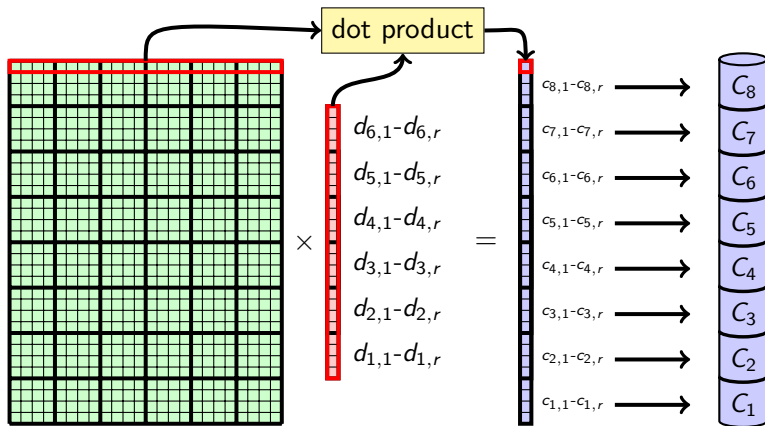 dot product
c8,1-c8,r C8
d6,1-d6,r c7,1-c7,r C7
d5,1-d5,r c6,1-c6,r C6
d4,1-d4,r c5,1-c5,r C5
× =
d3,1-d3,r c4,1-c4,r C4
d2,1-d2,r c3,1-c3,r C3
d1,1-d1,r c2,1-c2,r C2
c1,1-c1,r C1